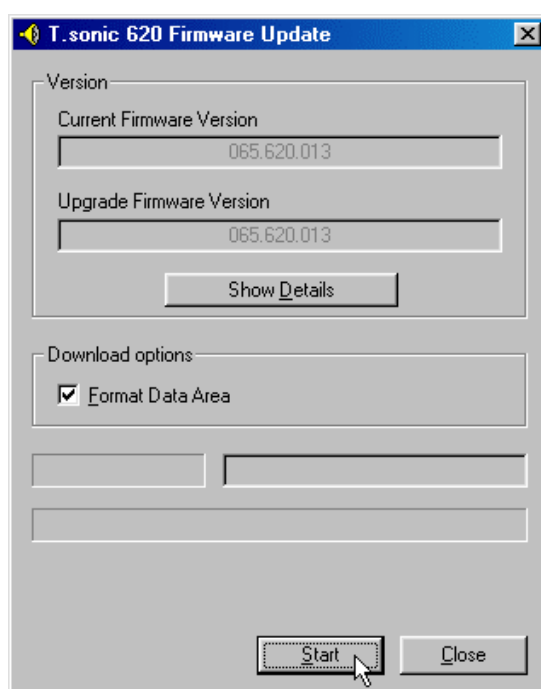 T.sonic 620 Firmware Update
Version
Current Firmware Version
065.620.013
Upgrade Firmware Version
065.620.013
Show Details
Download options
Format Data Area
Start
Close